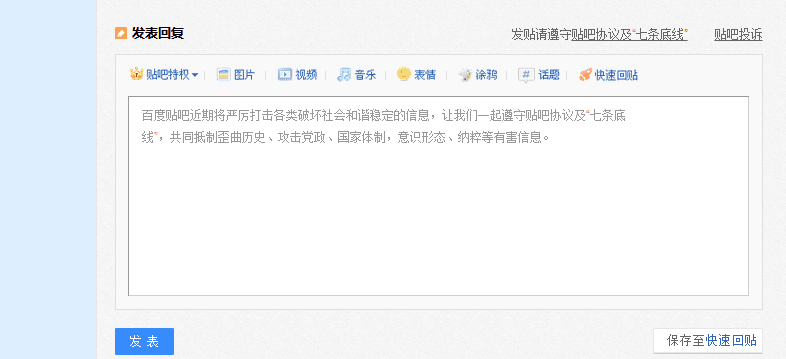 发表回复
发贴请遵守贴吧协议及“七条底线” 贴吧投诉
贴吧特权 图片 视频 音乐 表情 涂鸦 话题 快速回贴
百度贴吧近期将严厉打击各类破坏社会和谐稳定的信息，让我们一起遵守贴吧协议及“七条底
线”，共同抵制歪曲历史、攻击党政、国家体制，意识形态、纳粹等有害信息。
发 表 保存至快速回贴